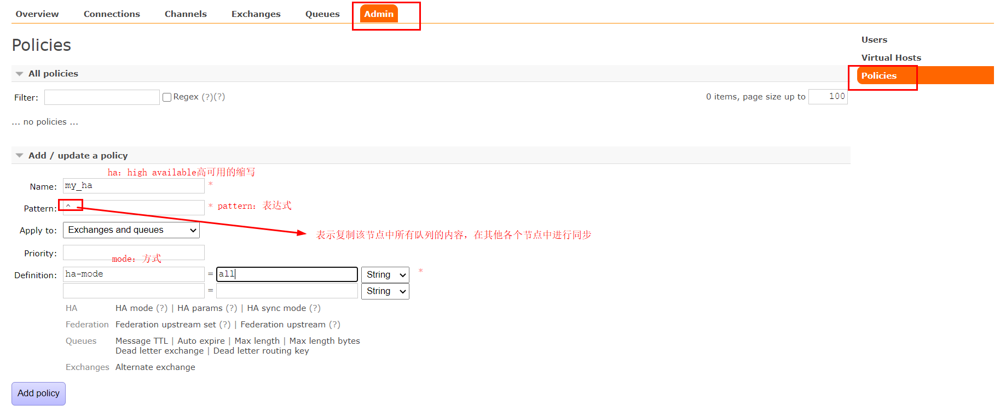 Overview Connections Channels Exchanges Queues Admin
Policies
Users
Virtual Hosts
Policies
All policies
Filter: Regex (?)(?) 0 items, page size up to 100
... no policies ...
Add / update a policy
ha：high available高可用的缩写
Name: my_ha *
Pattern: ^ * pattern：表达式
Apply to: Exchanges and queues
表示复制该节点中所有队列的内容，在其他各个节点中进行同步
Priority:
mode：方式
Definition: ha-mode = all String *
= String
HA HA mode (?) | HA params (?) | HA sync mode (?)
Federation Federation upstream set (?) | Federation upstream (?)
Queues Message TTL | Auto expire | Max length | Max length bytes
Dead letter exchange | Dead letter routing key
Exchanges Alternate exchange
Add policy